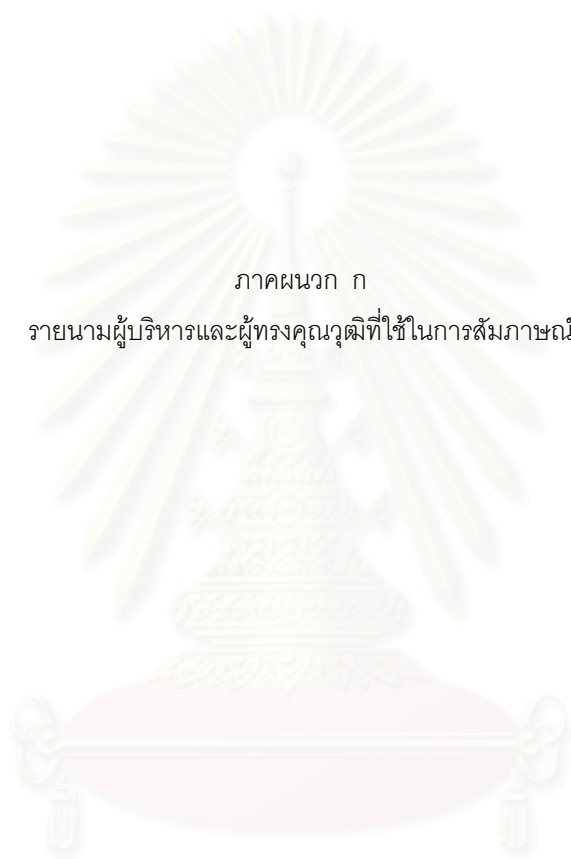 ภาคผนวก ก
รายนามผู้บริหารและผู้ทรงคุณวุฒิที่ใช้ในการสัมภาษณ์